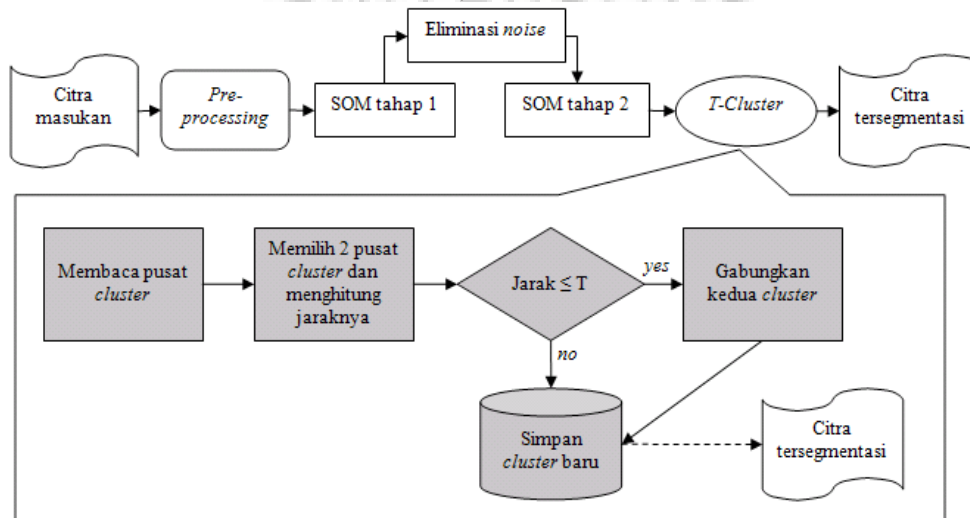 Eliminasi noise
Citra
masukan
Pre-
processing
SOM tahap 1
SOM tahap 2
T-Cluster
Citra
tersegmentasi
Membaca pusat
cluster
Memilih 2 pusat
cluster dan
menghitung
jaraknya
Jarak ≤ T
yes
Gabungkan
kedua cluster
no
Simpan
cluster baru
Citra
tersegmentasi